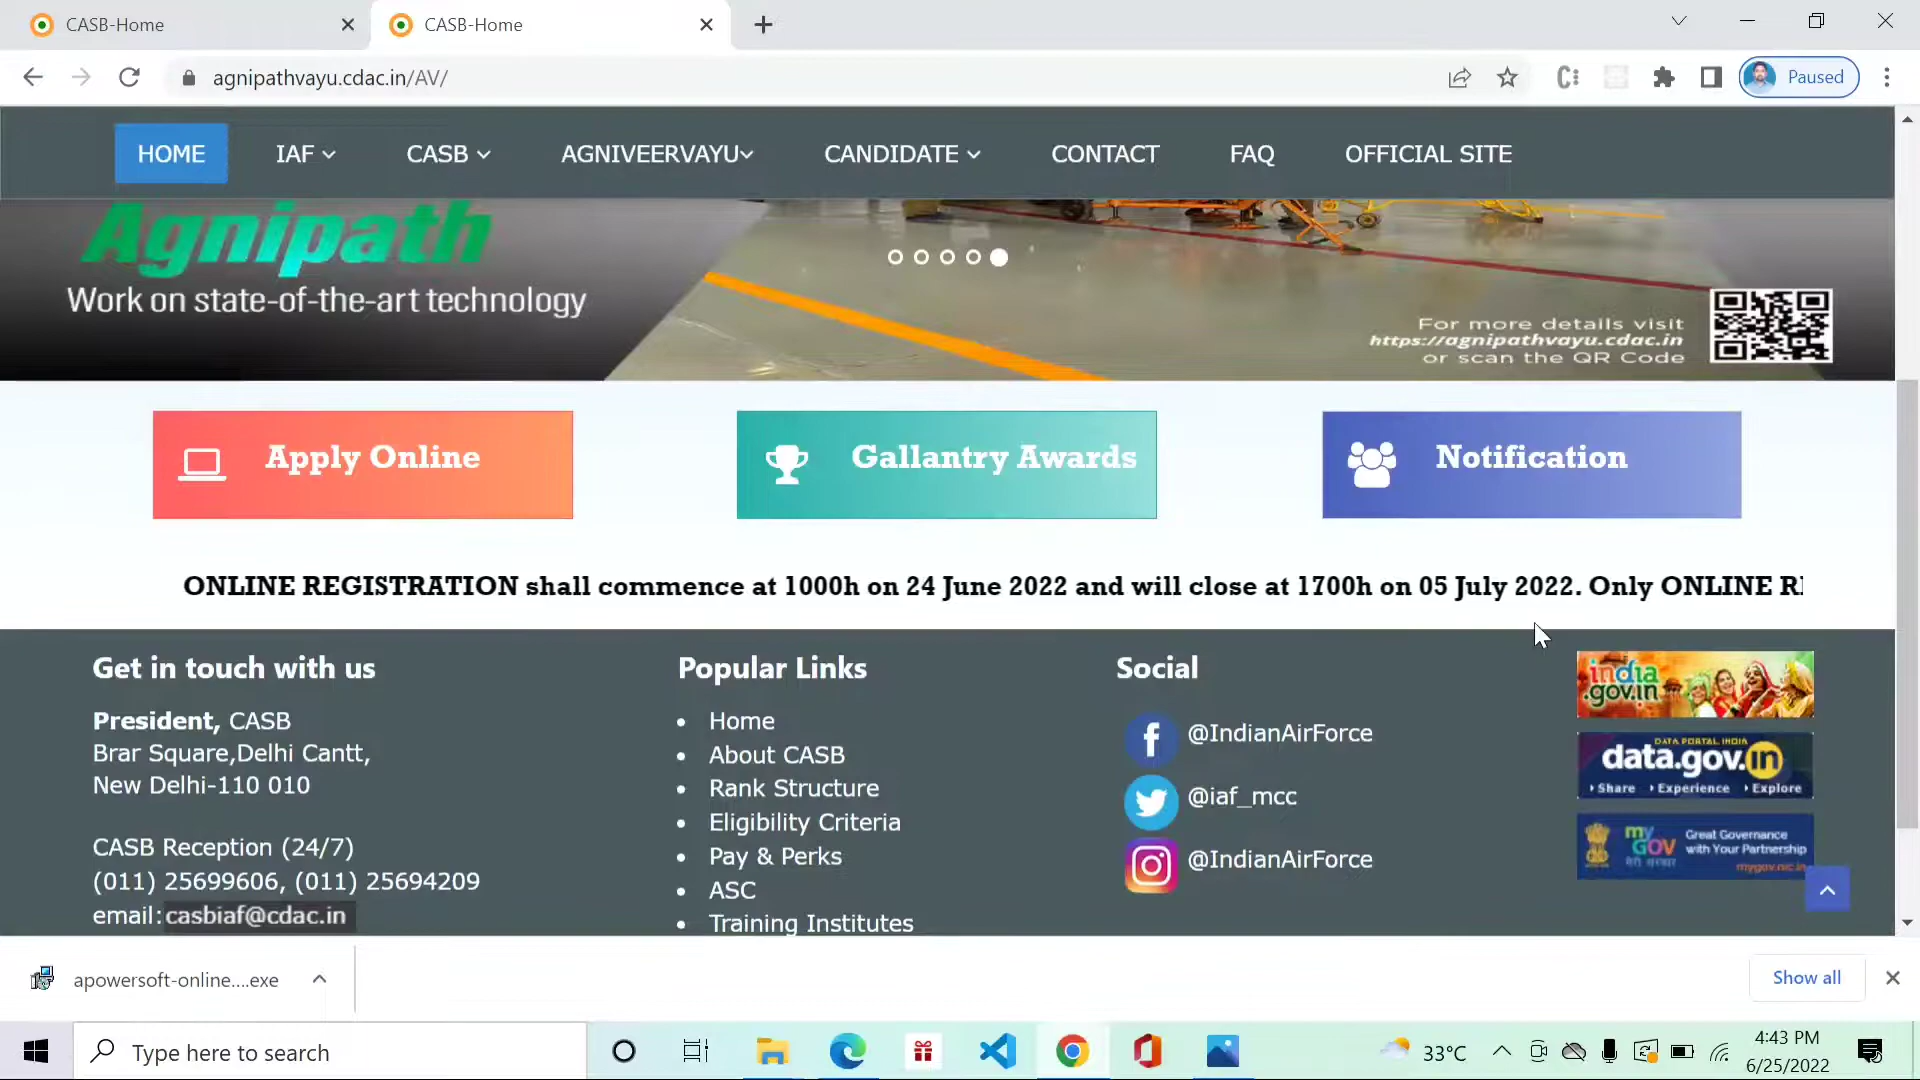 CASB-Home
CASB-Home
agnipathvayu.cdac.in/AV/
Paused
HOME
IAF
CASB
AGNIVEERVAYU
CANDIDATE
CONTACT
FAQ
OFFICIAL SITE
Agnipath
Work on state-of-the-art technology
For more details visit
https://agnipathvayu.cdac.in
or scan the QR Code
Apply Online
Gallantry Awards
Notification
ONLINE REGISTRATION shall commence at 1000h on 24 June 2022 and will close at 1700h on 05 July 2022. Only ONLINE
Get in touch with us
President, CASB
Brar Square,Delhi Cantt,
New Delhi-110 010
CASB Reception (24/7)
(011) 25699606, (011) 25694209
email:casbiaf@cdac.in
Popular Links
Home
About CASB
Rank Structure
Eligibility Criteria
Pay & Perks
ASC
Training Institutes
Social
@IndianAirForce
@iaf_mcc
@IndianAirForce
india
.gov.in
DATA PORTAL INDIA
data.gov.in
Share Experience Explore
my
GOV
मेरी सरकार
Great Governance
with Your Partnership
mygov.nic.in
apowersoft-online....exe
Show all
Type here to search
33°C
4:43 PM
6/25/2022